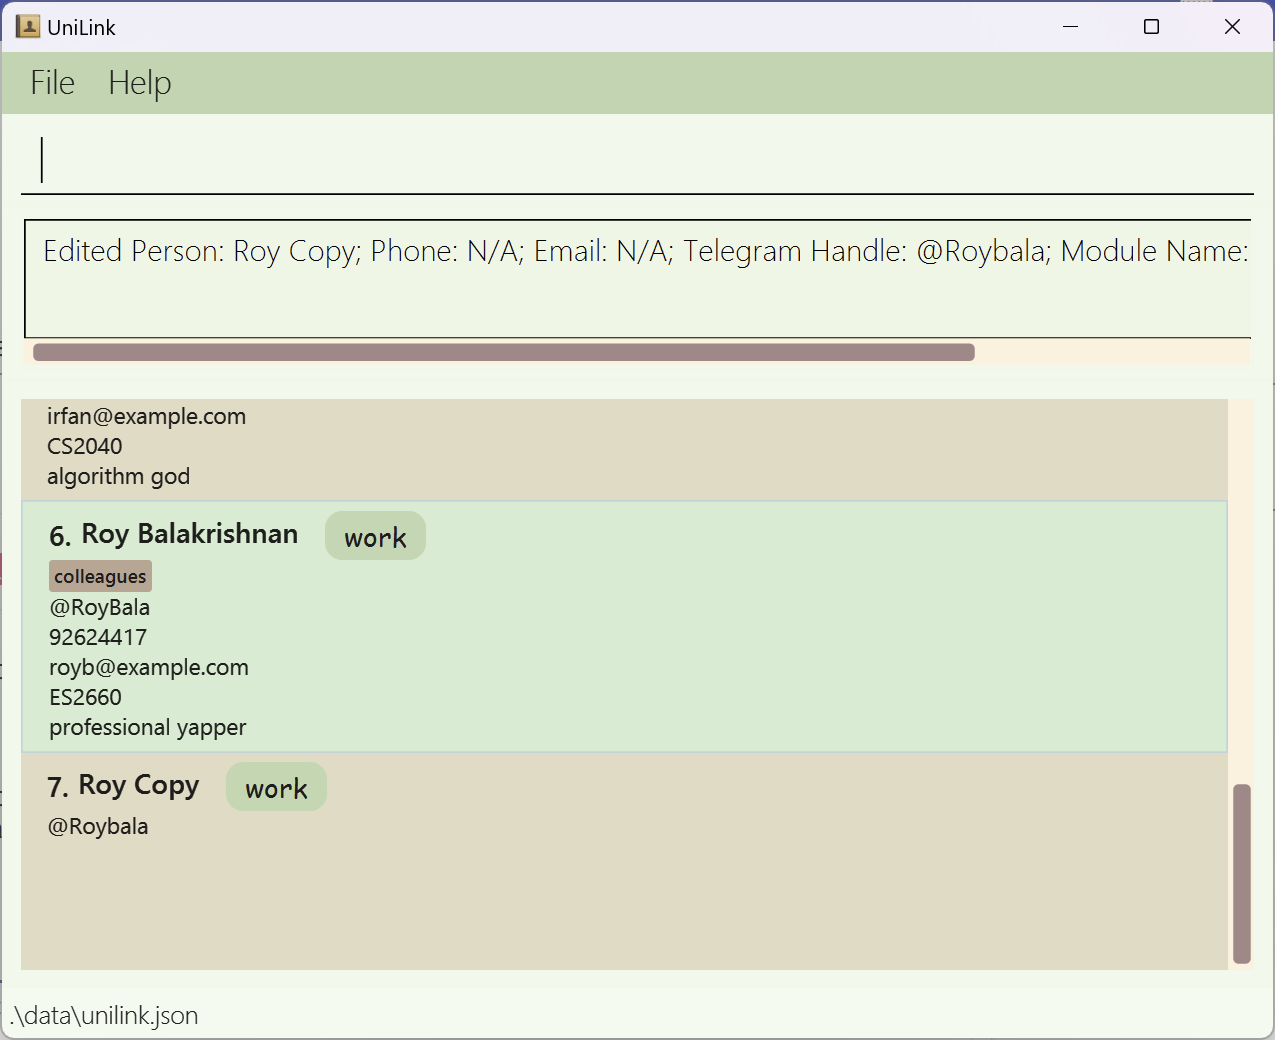 UniLink
File Help
Edited Person: Roy Copy; Phone: N/A; Email: N/A; Telegram Handle: @Roybala; Module Name:
irfan@example.com
CS2040
algorithm god
6. Roy Balakrishnan work
colleagues
@RoyBala
92624417
royb@example.com
ES2660
professional yapper
7. Roy Copy work
@Roybala
.\data\unilink.json